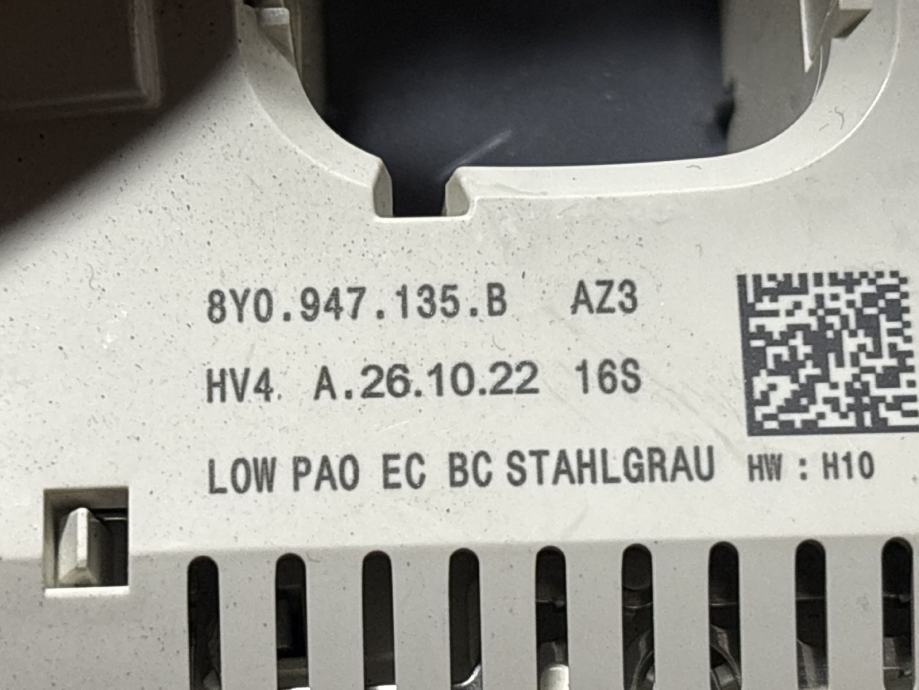 8Y0.947.135.B AZ3
HV4. A.26.10.22 16S
LOW PAO EC BC STAHLGRAU HW : H10